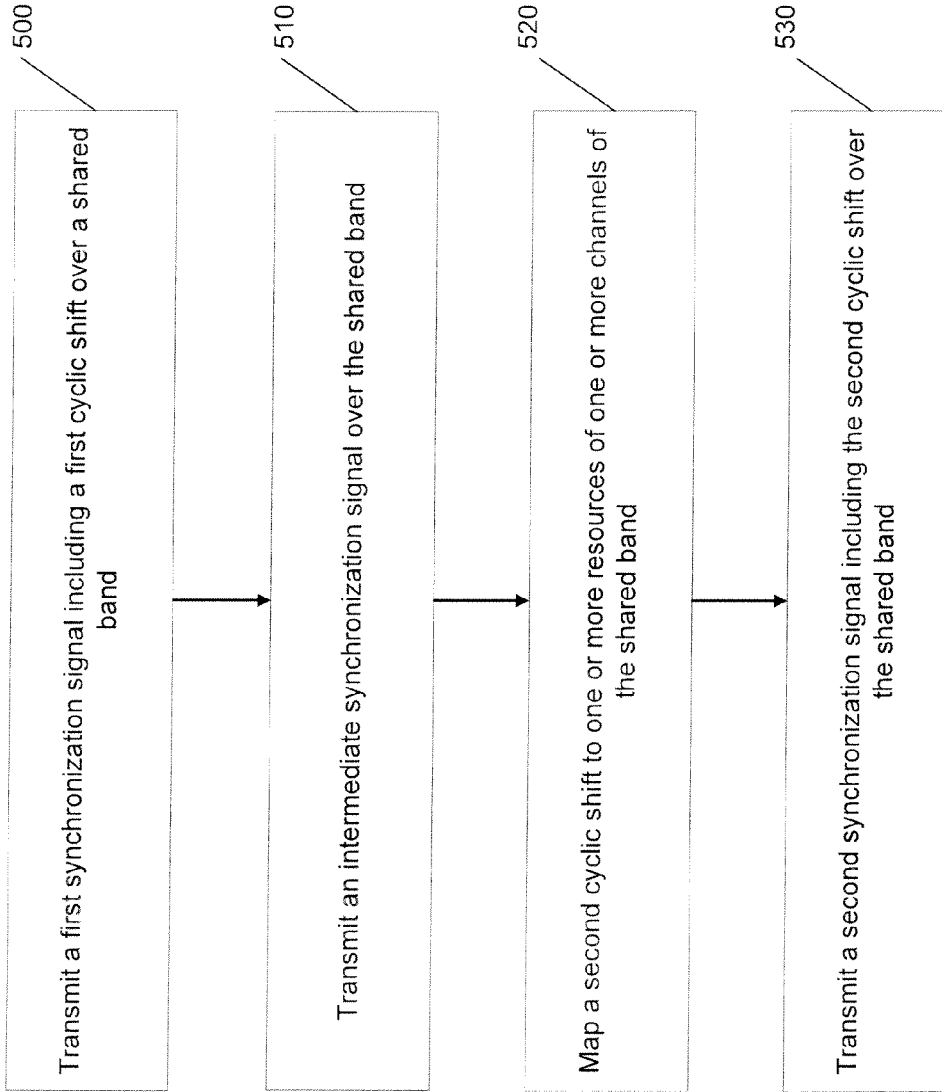 500
Transmit a first synchronization signal including a first cyclic shift over a shared
band
510
Transmit an intermediate synchronization signal over the shared band
520
Map a second cyclic shift to one or more resources of one or more channels of
the shared band
530
Transmit a second synchronization signal including the second cyclic shift over
the shared band